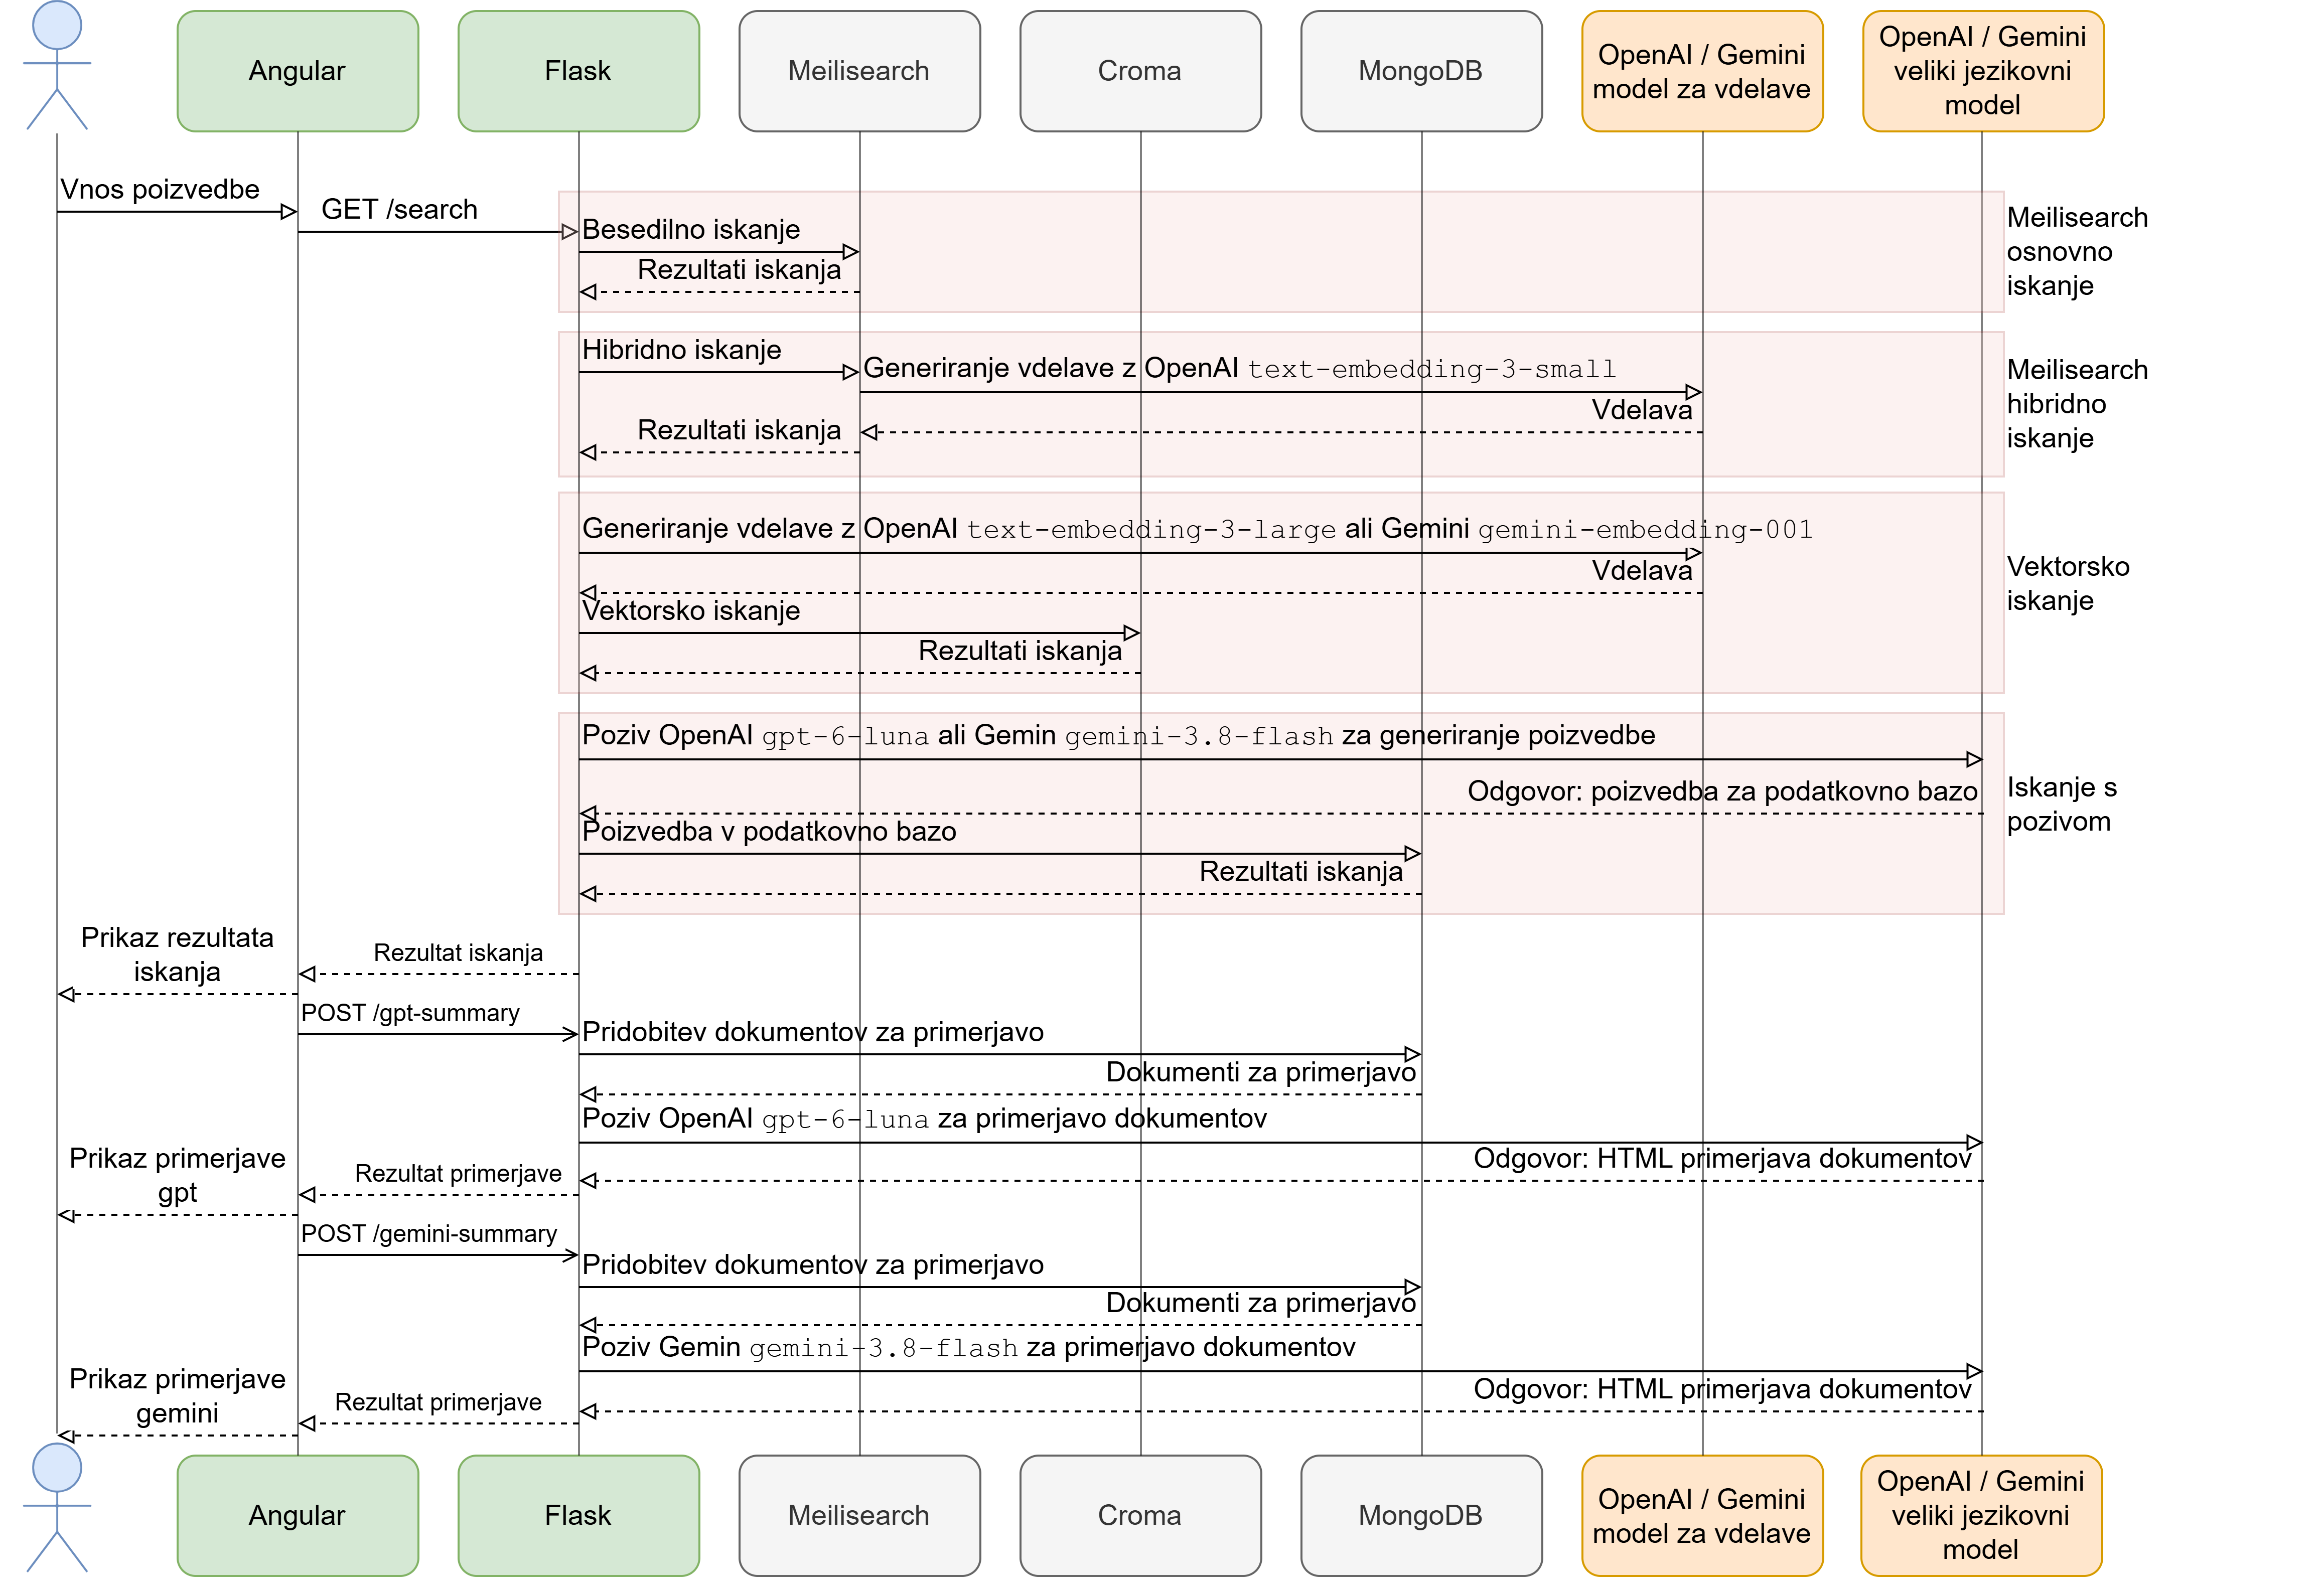 Angular
Flask
Meilisearch
Croma
MongoDB
OpenAI / Gemini
model za vdelave
OpenAI / Gemini
veliki jezikovni
model
Vnos poizvedbe
GET /search
Besedilno iskanje
Rezultati iskanja
Meilisearch
osnovno
iskanje
Hibridno iskanje
Generiranje vdelave z OpenAI text-embedding-3-small
Vdelava
Rezultati iskanja
Meilisearch
hibridno
iskanje
Generiranje vdelave z OpenAI text-embedding-3-large ali Gemini gemini-embedding-001
Vdelava
Vektorsko iskanje
Rezultati iskanja
Vektorsko
iskanje
Poziv OpenAI gpt-6-luna ali Gemin gemini-3.8-flash za generiranje poizvedbe
Odgovor: poizvedba za podatkovno bazo
Poizvedba v podatkovno bazo
Rezultati iskanja
Iskanje s
pozivom
Prikaz rezultata
iskanja
Rezultat iskanja
POST /gpt-summary
Pridobitev dokumentov za primerjavo
Dokumenti za primerjavo
Poziv OpenAI gpt-6-luna za primerjavo dokumentov
Odgovor: HTML primerjava dokumentov
Rezultat primerjave
Prikaz primerjave
gpt
POST /gemini-summary
Pridobitev dokumentov za primerjavo
Dokumenti za primerjavo
Poziv Gemin gemini-3.8-flash za primerjavo dokumentov
Odgovor: HTML primerjava dokumentov
Rezultat primerjave
Prikaz primerjave
gemini
Angular
Flask
Meilisearch
Croma
MongoDB
OpenAI / Gemini
model za vdelave
OpenAI / Gemini
veliki jezikovni
model